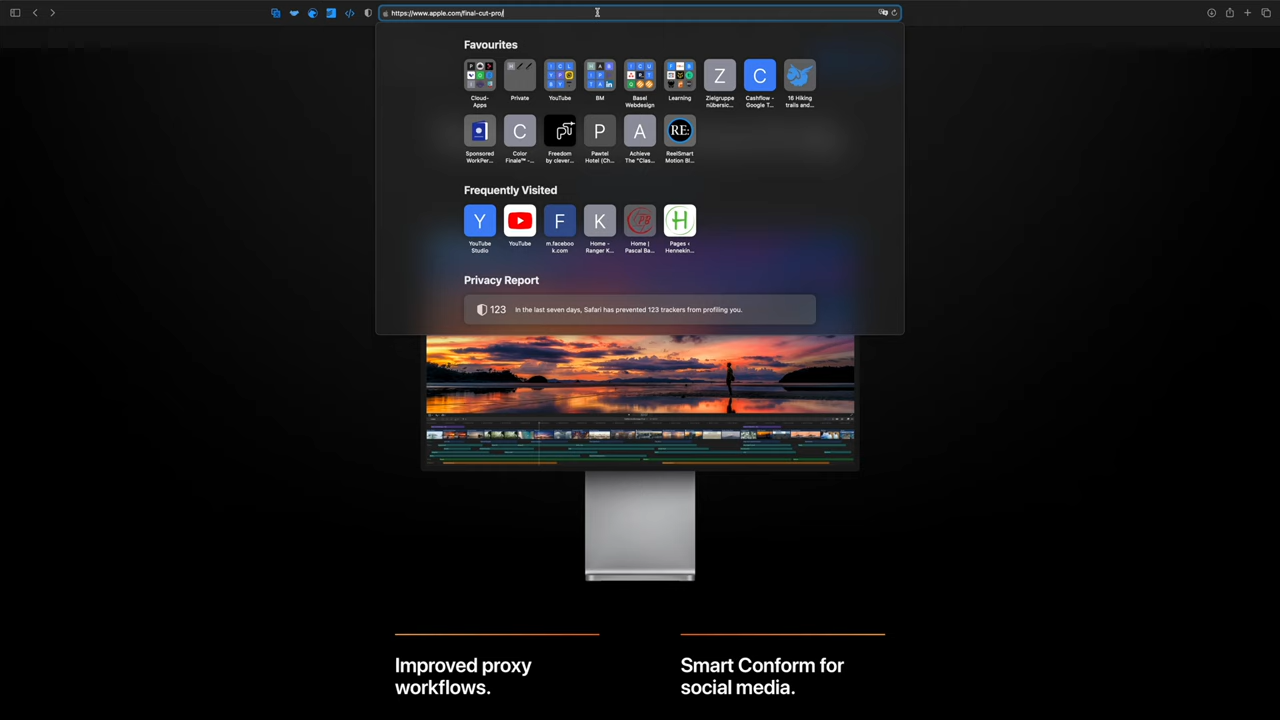 https://www.apple.com/final-cut-pro/
Favourites
Cloud-Apps
Private
YouTube
BM
Basel Webdesign
Learning
Z
Zielgruppe nübersic...
C
Cashflow - Google T...
16 Hiking trails and...
Sponsored WorkPer...
C
Color Finale™ -...
Freedom by clever...
P
Pawtel Hotel (Ch...
A
Achieve The "Clas...
RE:
RealSmart Motion Bl...
Frequently Visited
Y
YouTube Studio
YouTube
F
m.facebook.com
K
Home - Ranger K...
PB
Home | Pascal Ba...
H
Pages ‹ Hennekin...
Privacy Report
123
In the last seven days, Safari has prevented 123 trackers from profiling you.
Improved proxy
workflows.
Smart Conform for
social media.